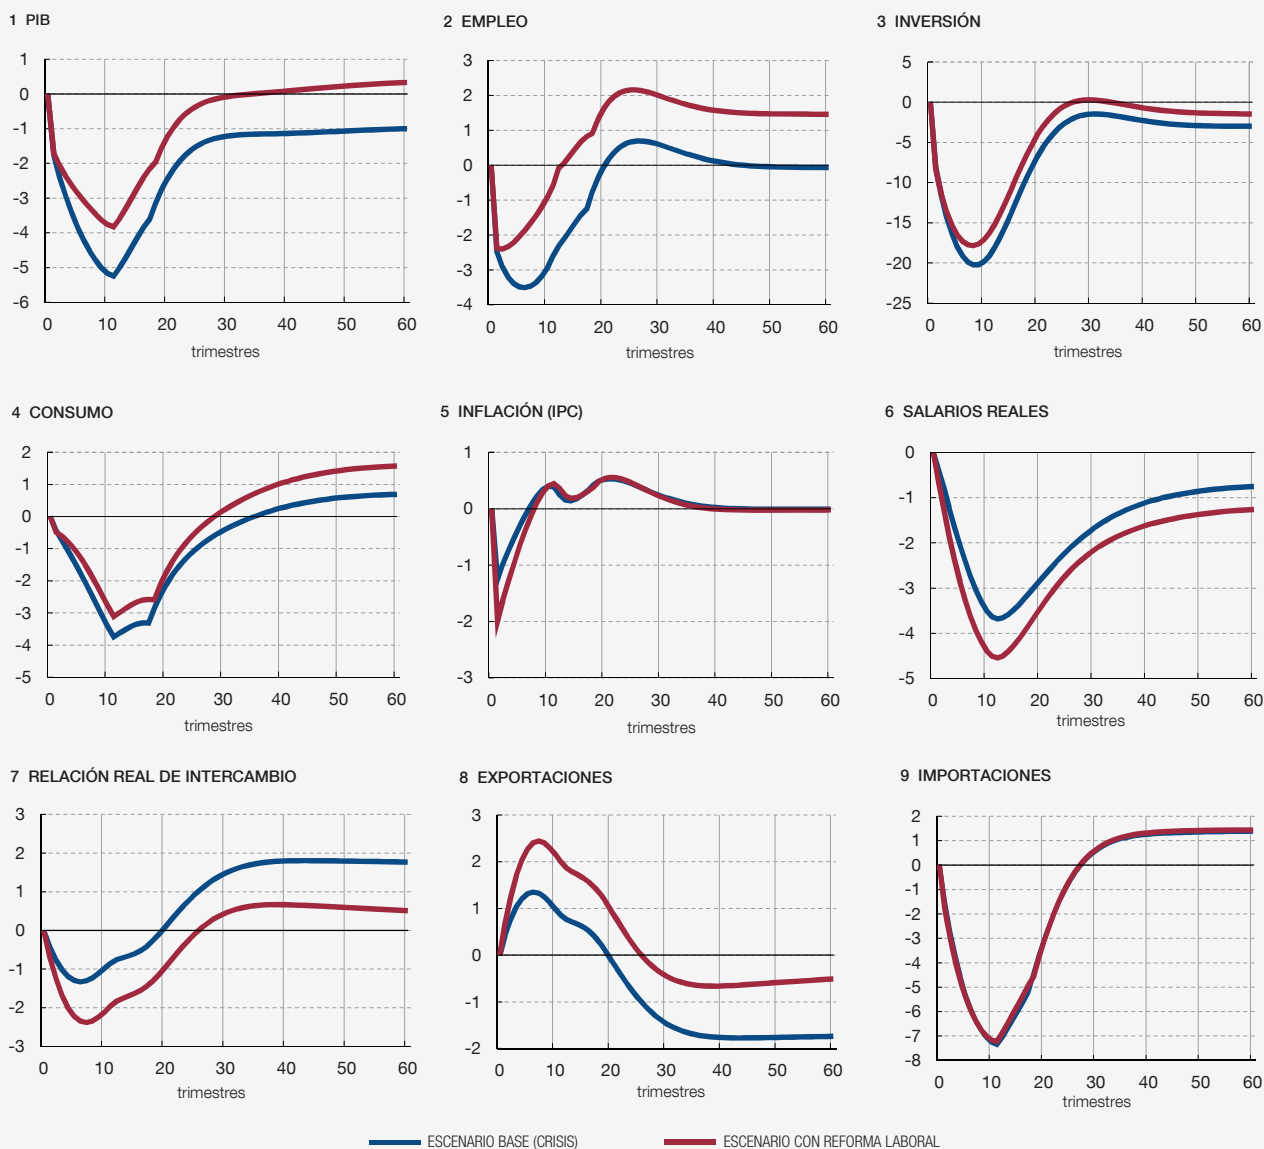 1 PIB
2 EMPLEO
3 INVERSIÓN
1
0
-1
-2
-3
-4
-5
-6
0 10 20 30 40 50 60
trimestres
3
2
1
0
-1
-2
-3
-4
0 10 20 30 40 50 60
trimestres
5
0
-5
-10
-15
-20
-25
0 10 20 30 40 50 60
trimestres
4 CONSUMO
5 INFLACIÓN (IPC)
6 SALARIOS REALES
2
1
0
-1
-2
-3
-4
-5
0 10 20 30 40 50 60
trimestres
1
0
-1
-2
-3
0 10 20 30 40 50 60
trimestres
0
-1
-2
-3
-4
-5
0 10 20 30 40 50 60
trimestres
7 RELACIÓN REAL DE INTERCAMBIO
8 EXPORTACIONES
9 IMPORTACIONES
3
2
1
0
-1
-2
-3
0 10 20 30 40 50 60
trimestres
3
2
1
0
-1
-2
0 10 20 30 40 50 60
trimestres
2
1
0
-1
-2
-3
-4
-5
-6
-7
-8
0 10 20 30 40 50 60
trimestres
ESCENARIO BASE (CRISIS)
ESCENARIO CON REFORMA LABORAL